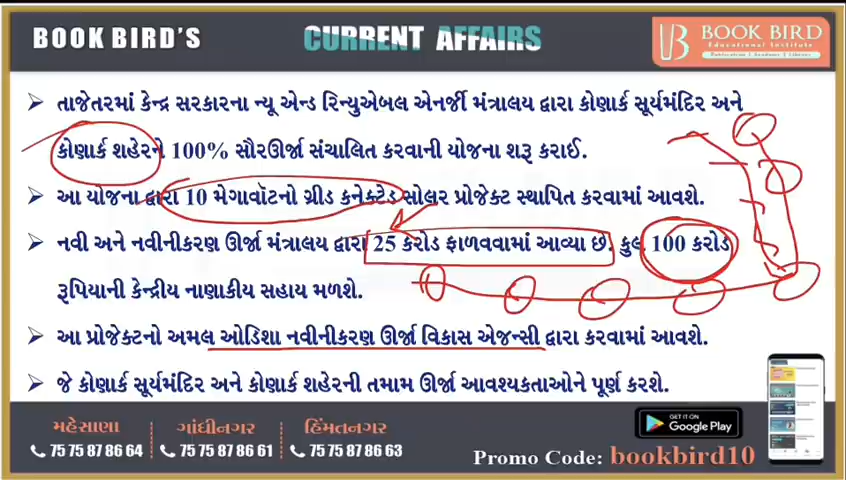 BOOK BIRD'S
CURRENT AFFAIRS
BOOK BIRD
Educational Institute
Publication | Academy | Library
➢ તાજેતરમાં કેન્દ્ર સરકારના ન્યૂ એન્ડ રિન્યુએબલ એનર્જી મંત્રાલય દ્વારા કોણાર્ક સૂર્યમંદિર અને
કોણાર્ક શહેરને 100% સૌરઊર્જા સંચાલિત કરવાની યોજના શરૂ કરાઈ.
➢ આ યોજના દ્વારા 10 મેગાવૉટનો ગ્રીડ કનેક્ટેડ સોલર પ્રોજેક્ટ સ્થાપિત કરવામાં આવશે.
➢ નવી અને નવીનીકરણ ઊર્જા મંત્રાલય દ્વારા 25 કરોડ ફાળવવામાં આવ્યા છે. કુલ 100 કરોડ
રૂપિયાની કેન્દ્રીય નાણાકીય સહાય મળશે.
➢ આ પ્રોજેક્ટનો અમલ ઓડિશા નવીનીકરણ ઊર્જા વિકાસ એજન્સી દ્વારા કરવામાં આવશે.
➢ જે કોણાર્ક સૂર્યમંદિર અને કોણાર્ક શહેરની તમામ ઊર્જા આવશ્યકતાઓને પૂર્ણ કરશે.
મહેસાણા
75 75 87 86 64
ગાંધીનગર
75 75 87 86 61
હિંમતનગર
75 75 87 86 63
GET IT ON
Google Play
Promo Code: bookbird10